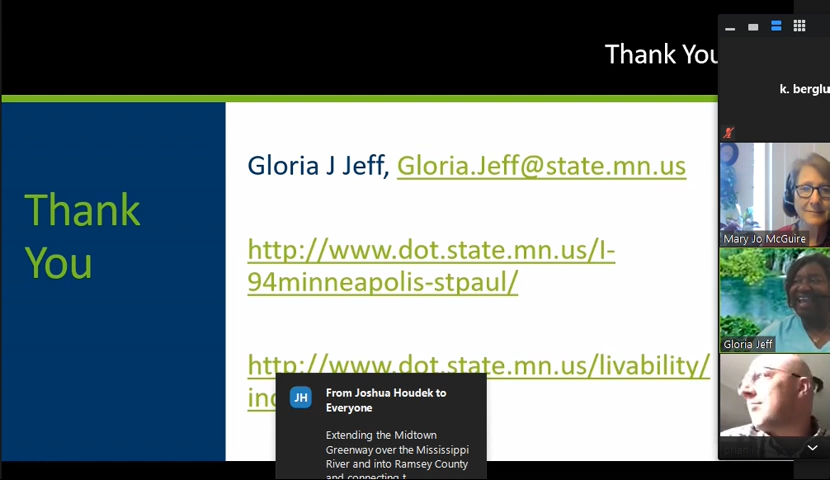 Thank You
k. berglu
Thank
You
Gloria J Jeff, Gloria.Jeff@state.mn.us
http://www.dot.state.mn.us/I-
94minneapolis-stpaul/
http://www.dot.state.mn.us/livability/
Mary Jo McGuire
Gloria Jeff
JH
From Joshua Houdek to
Everyone
Extending the Midtown
Greenway over the Mississippi
River and into Ramsey County
and connecting t